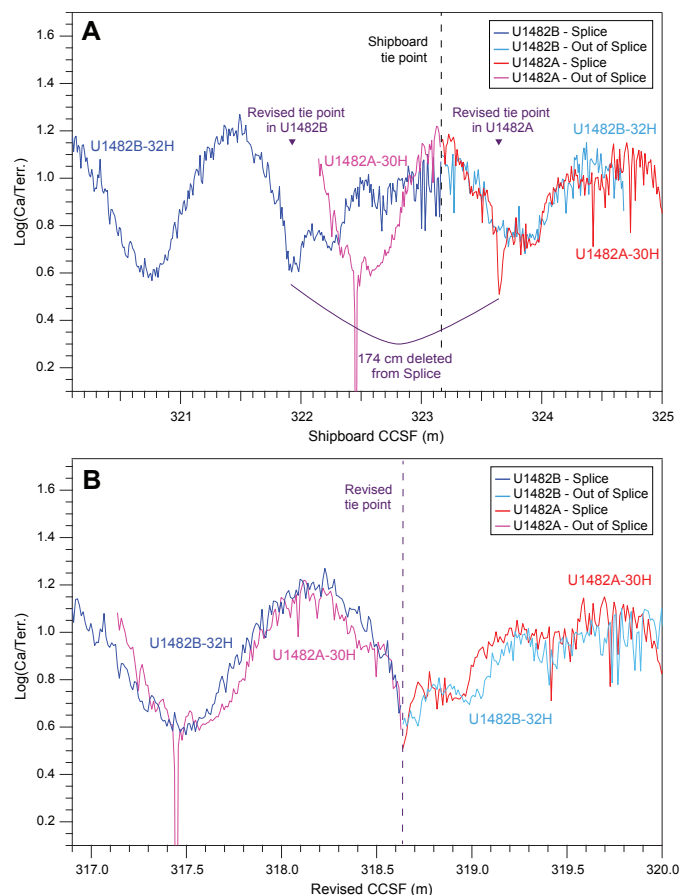 A
Shipboard
tie point
U1482B - Splice
U1482B - Out of Splice
U1482A - Splice
U1482A - Out of Splice
Revised tie point
in U1482B
Revised tie point
in U1482A
U1482B-32H
U1482A-30H
U1482B-32H
U1482A-30H
174 cm deleted
from Splice
Log(Ca/Terr.)
1.6
1.4
1.2
1.0
0.8
0.6
0.4
0.2
321
322
323
324
325
Shipboard CCSF (m)
B
Revised
tie point
U1482B - Splice
U1482B - Out of Splice
U1482A - Splice
U1482A - Out of Splice
U1482A-30H
U1482B-32H
U1482A-30H
U1482B-32H
Log(Ca/Terr.)
1.6
1.4
1.2
1.0
0.8
0.6
0.4
0.2
317.0
317.5
318.0
318.5
319.0
319.5
320.0
Revised CCSF (m)